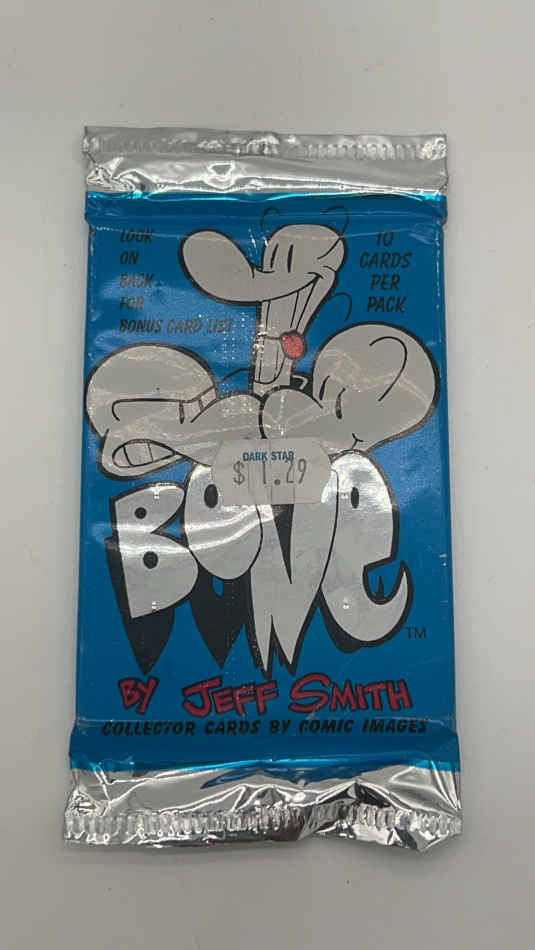 LOOK
ON
BACK
FOR
BONUS CARD LIST
10
CARDS
PER
PACK
DARK STAR
$ 1.29
BONE
TM
BY JEFF SMITH
COLLECTOR CARDS BY COMIC IMAGES